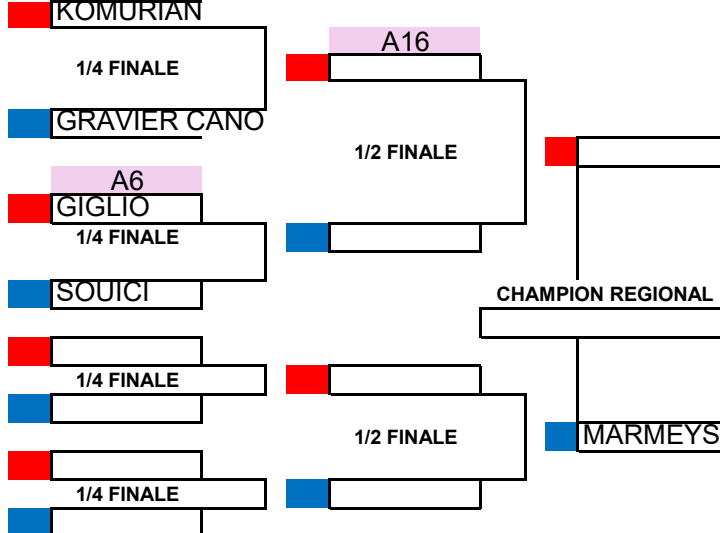 KOMURIAN
1/4 FINALE
GRAVIER CANO
A6
GIGLIO
1/4 FINALE
SOUICI
1/4 FINALE
1/4 FINALE
A16
1/2 FINALE
1/2 FINALE
CHAMPION REGIONAL
MARMEYS